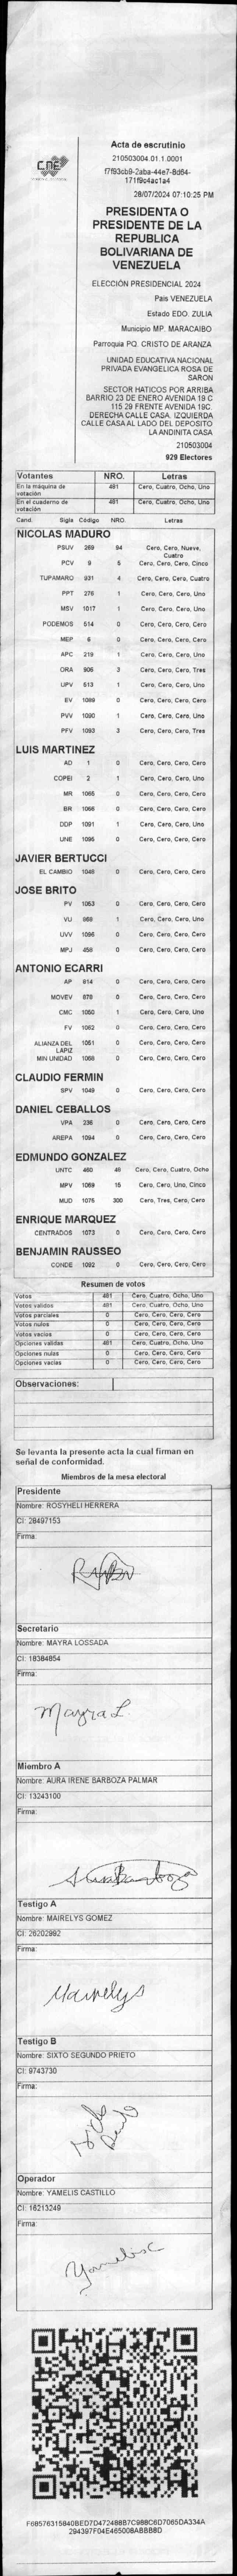 CNE
Acta de escrutinio
210503004.01.1.0001
f7f93cb9-2aba-44e7-8d64-
171f9c4ac1a4
28/07/2024 07:10:25 PM
PRESIDENTA O
PRESIDENTE DE LA
REPUBLICA
BOLIVARIANA DE
VENEZUELA
ELECCIÓN PRESIDENCIAL 2024
País VENEZUELA
Estado EDO. ZULIA
Municipio MP. MARACAIBO
Parroquia PQ. CRISTO DE ARANZA
UNIDAD EDUCATIVA NACIONAL
PRIVADA EVANGELICA ROSA DE
SARON
SECTOR HATICOS POR ARRIBA
BARRIO 23 DE ENERO AVENIDA 19 C
115 29 FRENTE AVENIDA 19C.
DERECHA CALLE CASA. IZQUIERDA
CALLE CASA AL LADO DEL DEPOSITO
LA ANDINITA CASA
210503004
929 Electores
Votantes NRO. Letras
En la máquina de votación 481 Cero, Cuatro, Ocho, Uno
En el cuaderno de votación 481 Cero, Cuatro, Ocho, Uno
Cand. Sigla Código NRO. Letras
NICOLAS MADURO
PSUV 269 94 Cero, Cero, Nueve, Cuatro
PCV 9 5 Cero, Cero, Cero, Cinco
TUPAMARO 931 4 Cero, Cero, Cero, Cuatro
PPT 276 1 Cero, Cero, Cero, Uno
MSV 1017 1 Cero, Cero, Cero, Uno
PODEMOS 514 0 Cero, Cero, Cero, Cero
MEP 6 0 Cero, Cero, Cero, Cero
APC 219 1 Cero, Cero, Cero, Uno
ORA 906 3 Cero, Cero, Cero, Tres
UPV 513 1 Cero, Cero, Cero, Uno
EV 1099 0 Cero, Cero, Cero, Cero
PVV 1090 1 Cero, Cero, Cero, Uno
PFV 1093 3 Cero, Cero, Cero, Tres
LUIS MARTINEZ
AD 1 0 Cero, Cero, Cero, Cero
COPEI 2 1 Cero, Cero, Cero, Uno
MR 1065 0 Cero, Cero, Cero, Cero
BR 1066 0 Cero, Cero, Cero, Cero
DDP 1091 1 Cero, Cero, Cero, Uno
UNE 1095 0 Cero, Cero, Cero, Cero
JAVIER BERTUCCI
EL CAMBIO 1048 0 Cero, Cero, Cero, Cero
JOSE BRITO
PV 1053 0 Cero, Cero, Cero, Cero
VU 868 1 Cero, Cero, Cero, Uno
UVV 1096 0 Cero, Cero, Cero, Cero
MPJ 458 0 Cero, Cero, Cero, Cero
ANTONIO ECARRI
AP 814 0 Cero, Cero, Cero, Cero
MOVEV 879 0 Cero, Cero, Cero, Cero
CMC 1050 1 Cero, Cero, Cero, Uno
FV 1062 0 Cero, Cero, Cero, Cero
ALIANZA DEL LAPIZ 1051 0 Cero, Cero, Cero, Cero
MIN UNIDAD 1068 0 Cero, Cero, Cero, Cero
CLAUDIO FERMIN
SPV 1049 0 Cero, Cero, Cero, Cero
DANIEL CEBALLOS
VPA 236 0 Cero, Cero, Cero, Cero
AREPA 1094 0 Cero, Cero, Cero, Cero
EDMUNDO GONZALEZ
UNTC 460 48 Cero, Cero, Cuatro, Ocho
MPV 1069 15 Cero, Cero, Uno, Cinco
MUD 1075 300 Cero, Tres, Cero, Cero
ENRIQUE MARQUEZ
CENTRADOS 1073 0 Cero, Cero, Cero, Cero
BENJAMIN RAUSSEO
CONDE 1092 0 Cero, Cero, Cero, Cero
Resumen de votos
Votos 481 Cero, Cuatro, Ocho, Uno
Votos válidos 481 Cero, Cuatro, Ocho, Uno
Votos parciales 0 Cero, Cero, Cero, Cero
Votos nulos 0 Cero, Cero, Cero, Cero
Votos vacíos 0 Cero, Cero, Cero, Cero
Opciones válidas 481 Cero, Cuatro, Ocho, Uno
Opciones nulas 0 Cero, Cero, Cero, Cero
Opciones vacías 0 Cero, Cero, Cero, Cero
Observaciones:
Se levanta la presente acta la cual firman en
señal de conformidad.
Miembros de la mesa electoral
Presidente
Nombre: ROSYHELI HERRERA
CI: 28497153
Firma:
Secretario
Nombre: MAYRA LOSSADA
CI: 18384854
Firma:
Mayra L
Miembro A
Nombre: AURA IRENE BARBOZA PALMAR
CI: 13243100
Firma:
Testigo A
Nombre: MAIRELYS GOMEZ
CI: 26202992
Firma:
Mairelys
Testigo B
Nombre: SIXTO SEGUNDO PRIETO
CI: 9743730
Firma:
Operador
Nombre: YAMELIS CASTILLO
CI: 16213249
Firma:
Yamelis C
F68576315840BED7D472488B7C988C6D7065DA334A
294397F04E465008ABBB8D